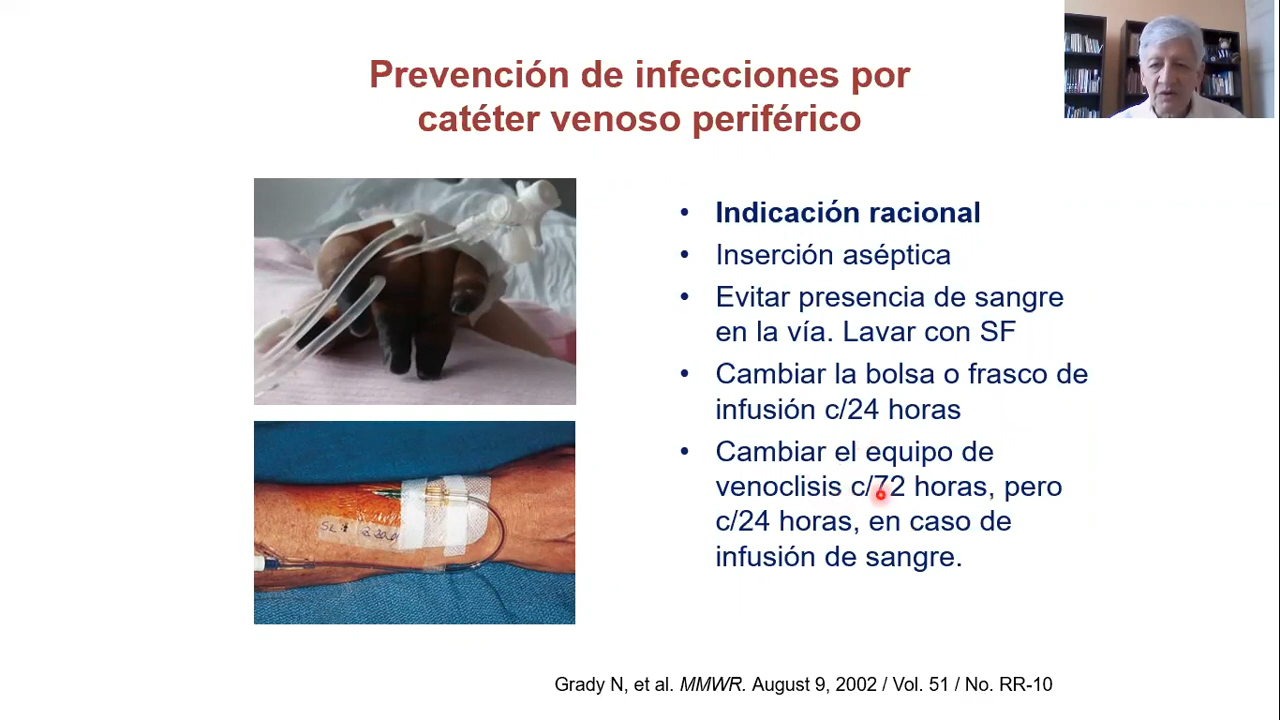 Prevención de infecciones por
catéter venoso periférico
• Indicación racional
• Inserción aséptica
• Evitar presencia de sangre
en la vía. Lavar con SF
• Cambiar la bolsa o frasco de
infusión c/24 horas
• Cambiar el equipo de
venoclisis c/72 horas, pero
c/24 horas, en caso de
infusión de sangre.
Grady N, et al. MMWR. August 9, 2002 / Vol. 51 / No. RR-10